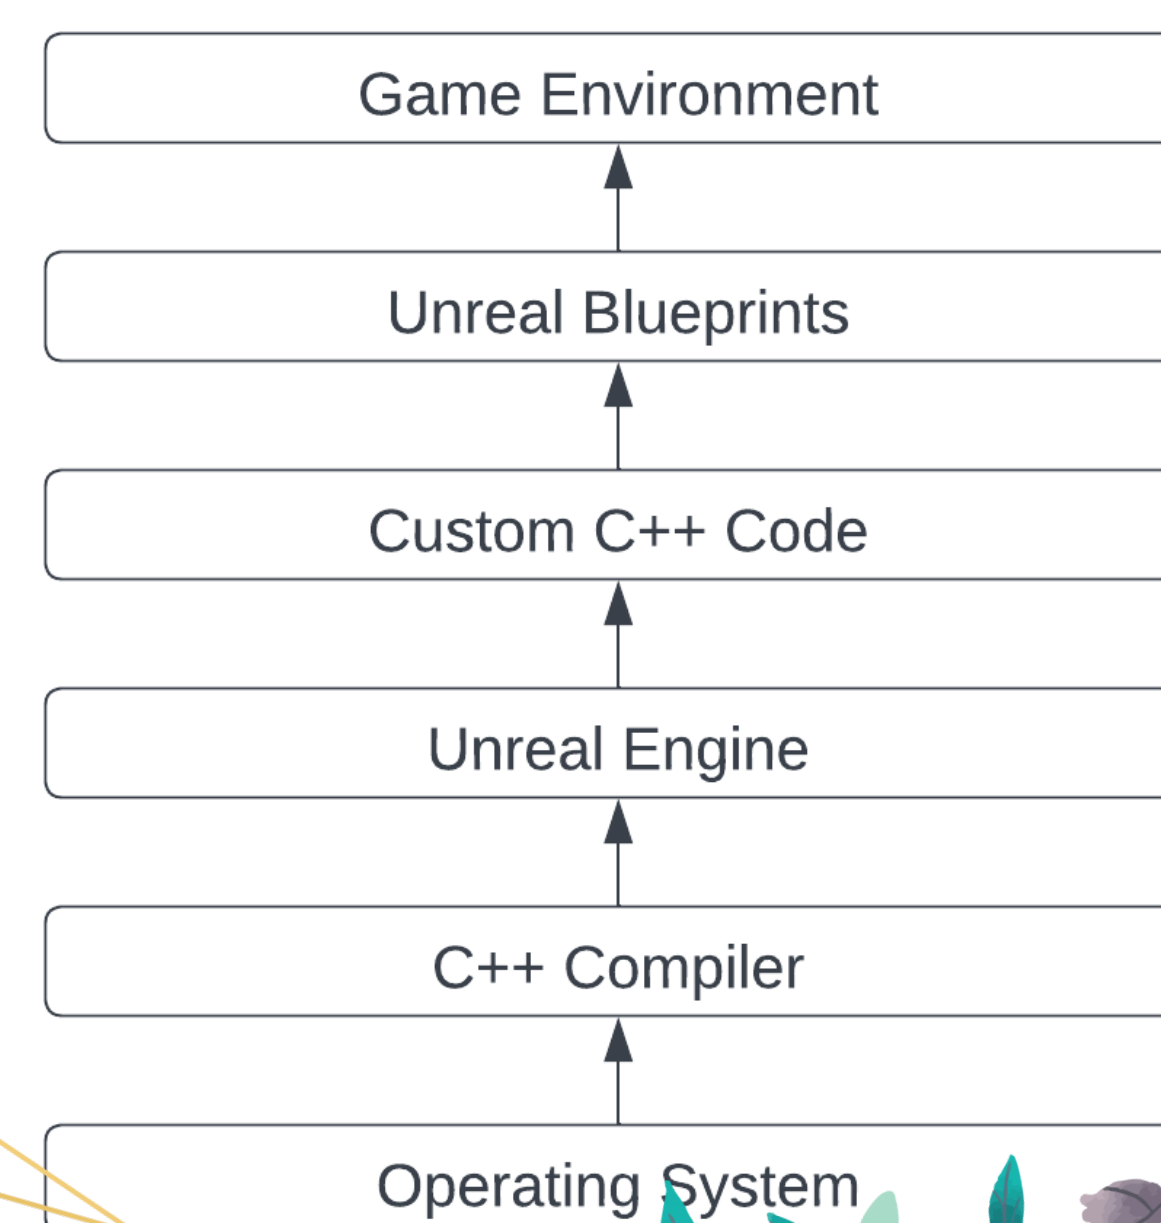 Game Environment
Unreal Blueprints
Custom C++ Code
Unreal Engine
C++ Compiler
Operating System